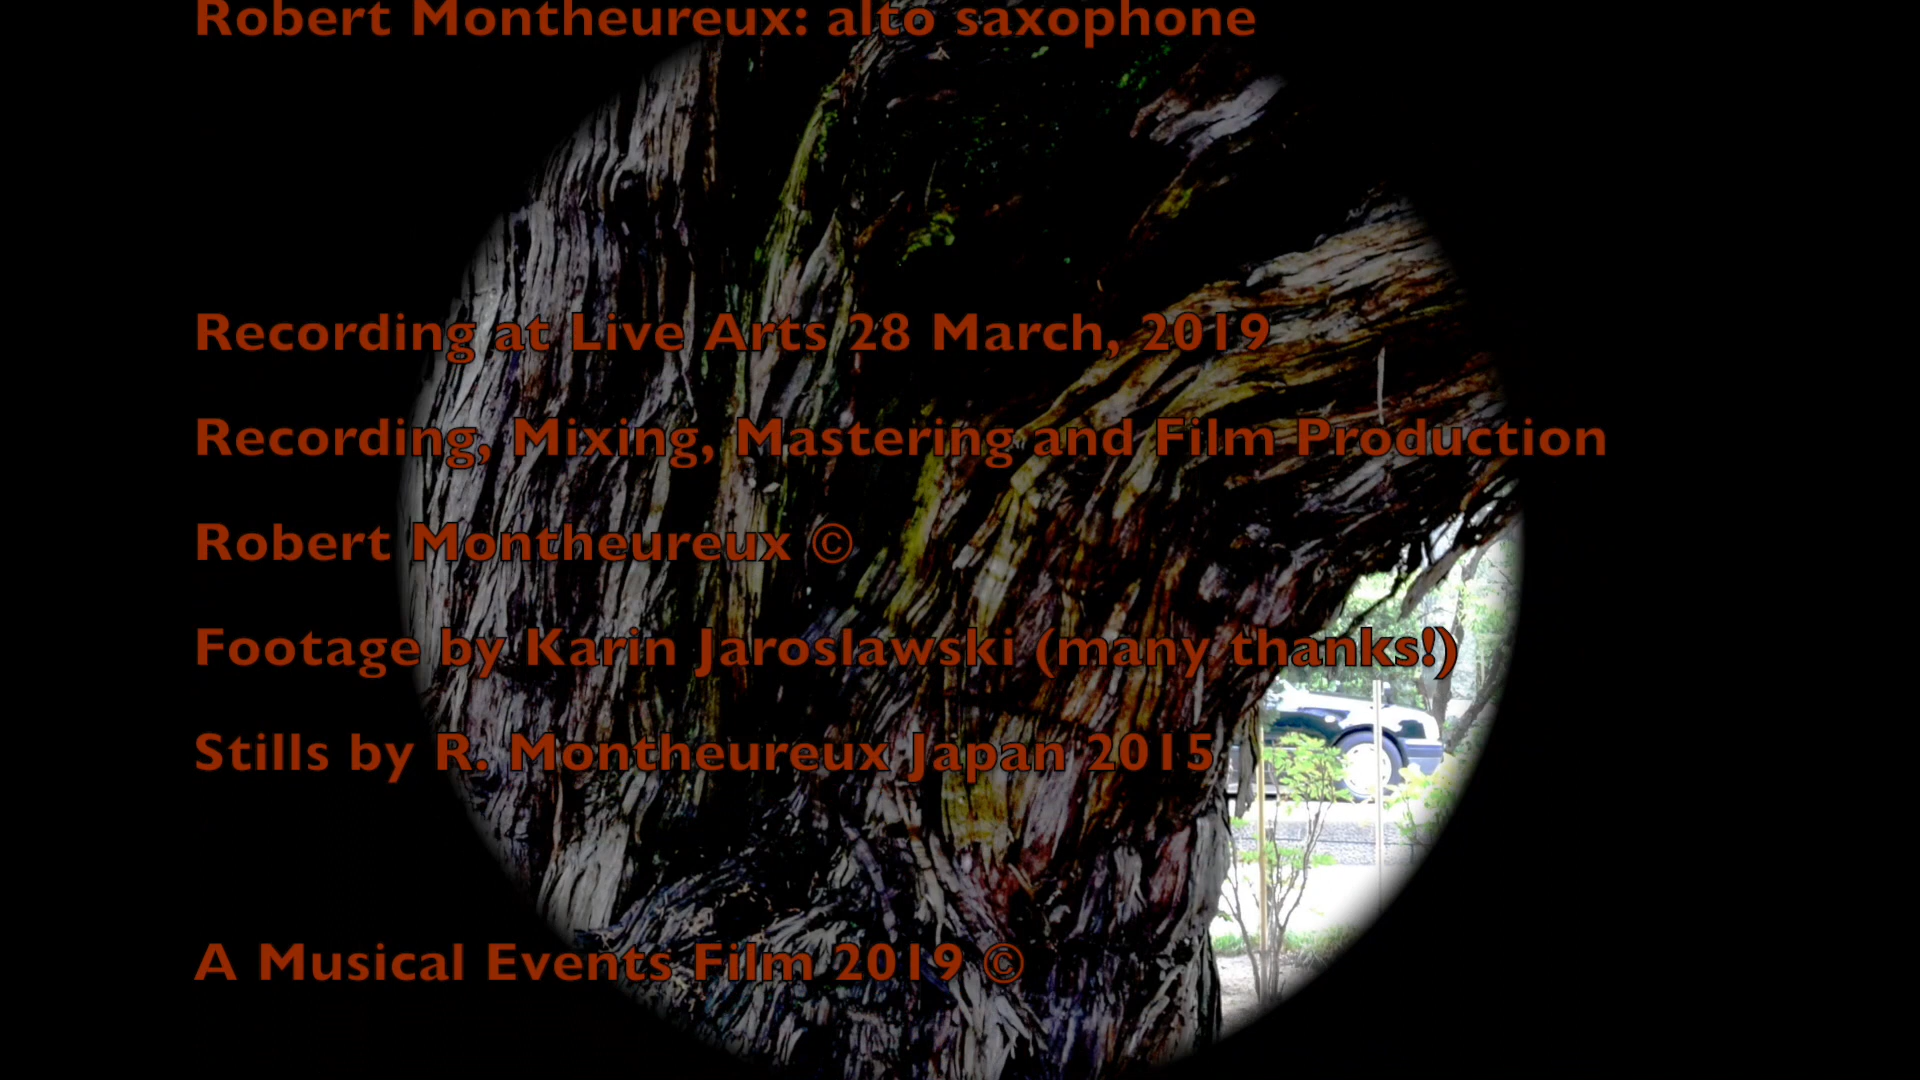 Robert Montheureux: alto saxophone
Recording at Live Arts 28 March, 2019
Recording, Mixing, Mastering and Film Production
Robert Montheureux ©
Footage by Karin Jaroslawski (many thanks!)
Stills by R. Montheureux Japan 2015
A Musical Events Film 2019 ©